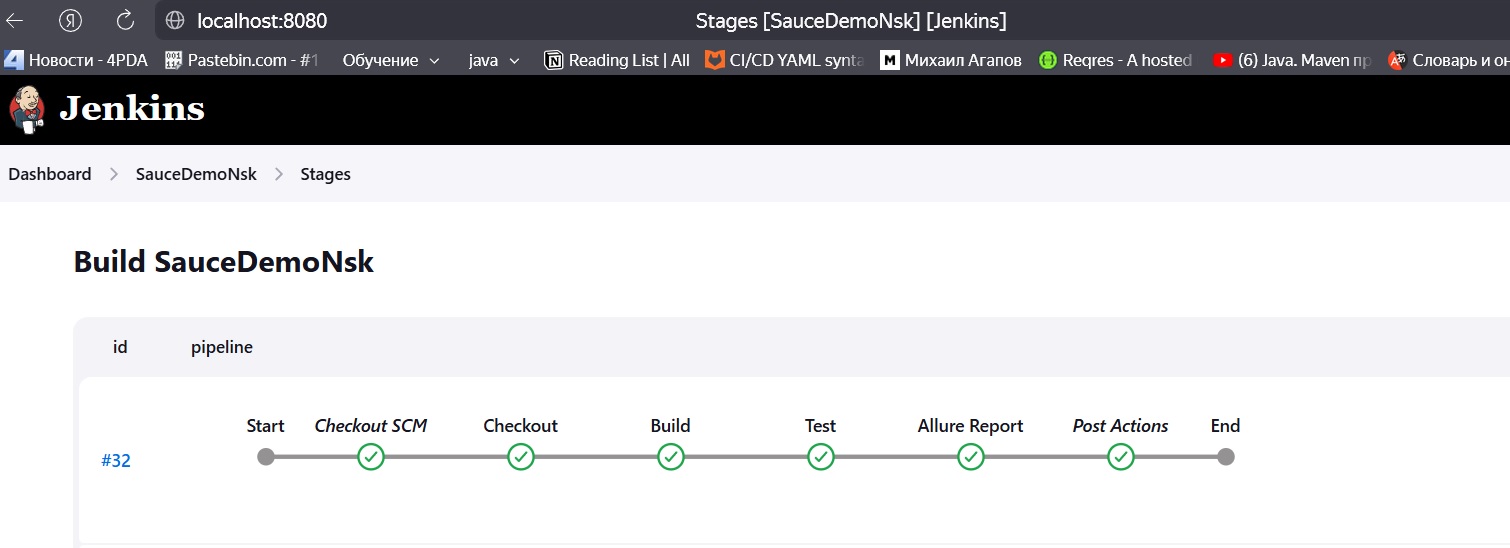 localhost:8080 Stages [SauceDemoNsk] [Jenkins]
Новости - 4PDA Pastebin.com - #1 Обучение java Reading List | All CI/CD YAML synta Михаил Агапов Reqres - A hosted (6) Java. Maven пр Словарь и он
Jenkins
Dashboard SauceDemoNsk Stages
Build SauceDemoNsk
id pipeline
Start Checkout SCM Checkout Build Test Allure Report Post Actions End
#32